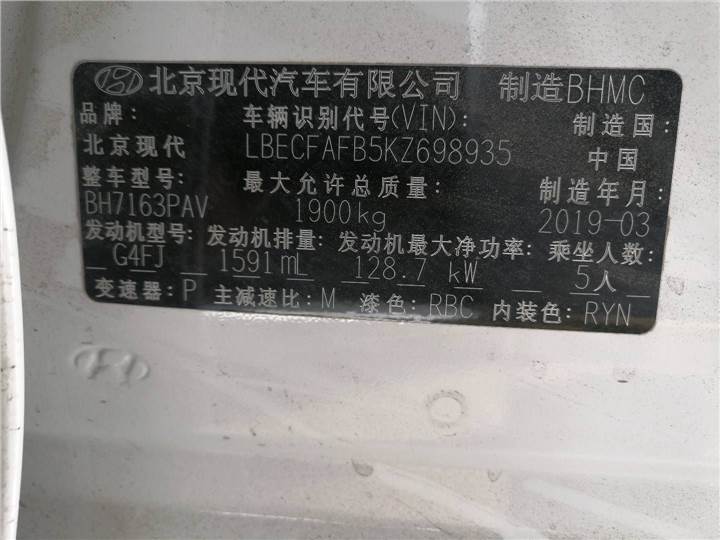 北京现代汽车有限公司 制造BHMC
品牌: 车辆识别代号(VIN): 制造国:
北京现代 LBECFAFB5KZ698935 中国
整车型号: 最大允许总质量: 制造年月:
BH7163PAV 1900kg 2019-03
发动机型号: 发动机排量: 发动机最大净功率: 乘坐人数:
G4FJ 1591mL 128.7 kW 5人
变速器: P 主减速比: M 漆色: RBC 内装色: RYN